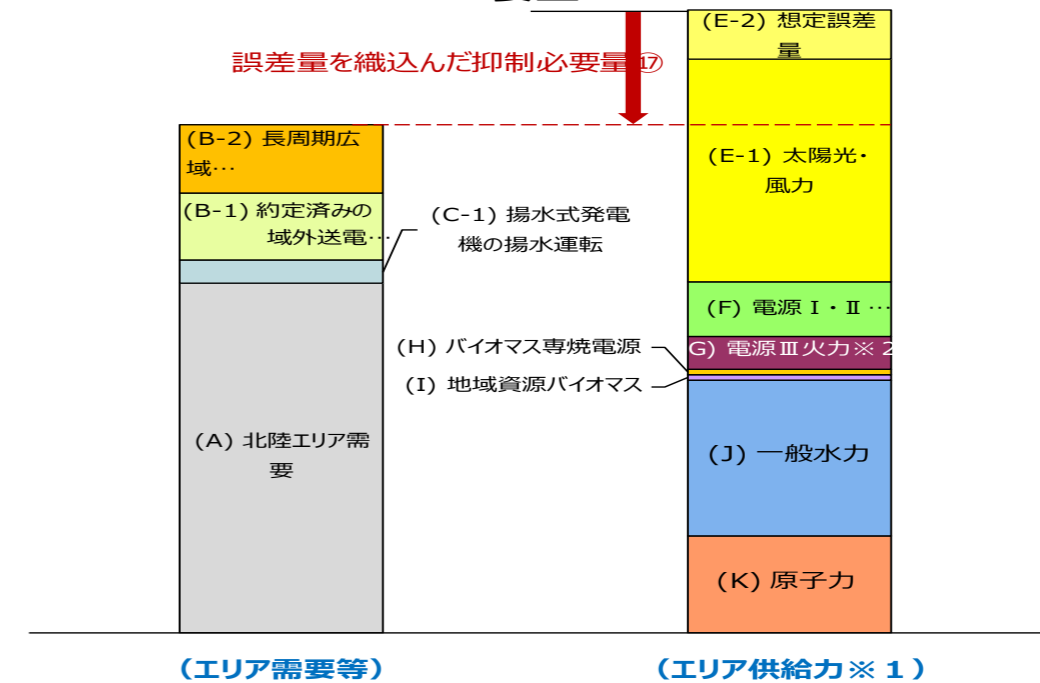 誤差量を織込んだ抑制必要量⑰
(E-2) 想定誤差
量
(B-2) 長周期広
域…
(E-1) 太陽光・
風力
(B-1) 約定済みの
域外送電…
(C-1) 揚水式発電
機の揚水運転
(F) 電源Ⅰ・Ⅱ…
(H) バイオマス専焼電源
G) 電源Ⅲ火力※2
(I) 地域資源バイオマス
(A) 北陸エリア需
要
(J) 一般水力
(K) 原子力
(エリア需要等)
(エリア供給力※1)